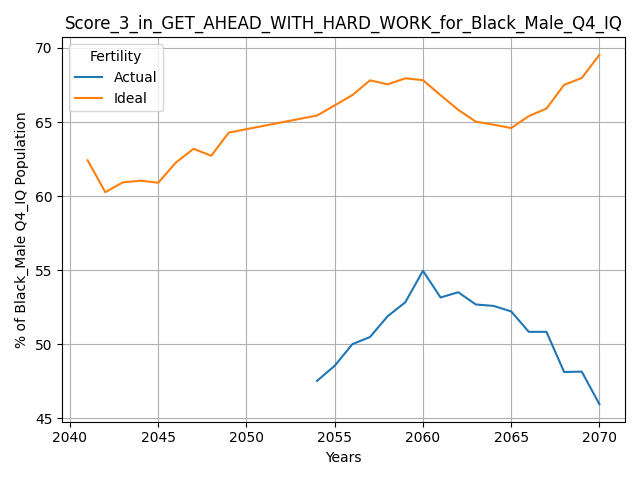 Score_3_in_GET_AHEAD_WITH_HARD_WORK_for_Black_Male_Q4_IQ
Fertility
Actual
Ideal
% of Black_Male Q4_IQ Population
70
65
60
55
50
45
2040
2045
2050
2055
2060
2065
2070
Years